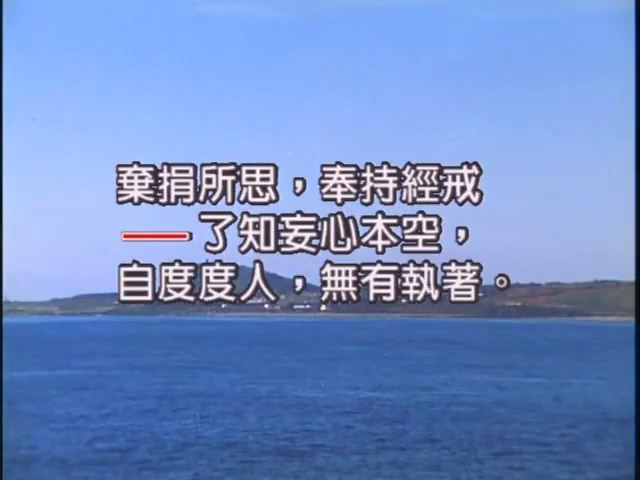 棄捐所思，奉持經戒
——了知妄心本空，
自度度人，無有執著。